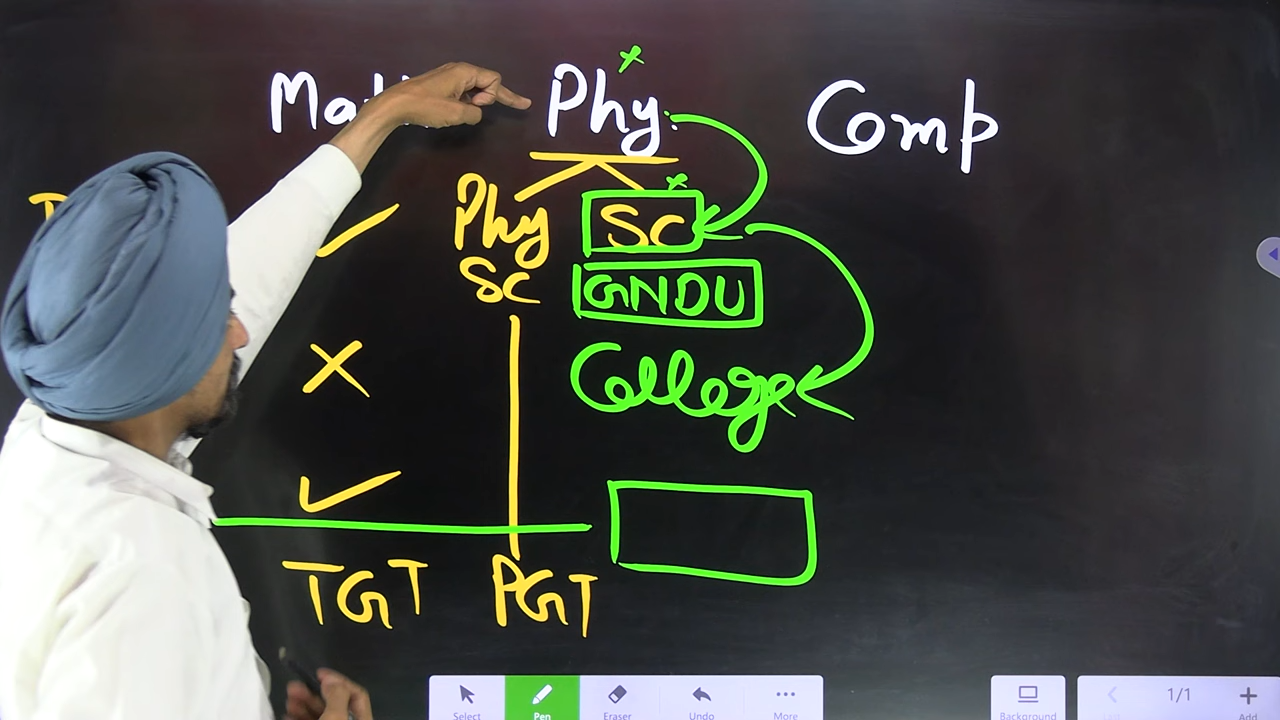 Phy. Comp
Phy SC
SC GNDU
College
TGT PGT
Select Pen Eraser Undo More Background 1/1 Add